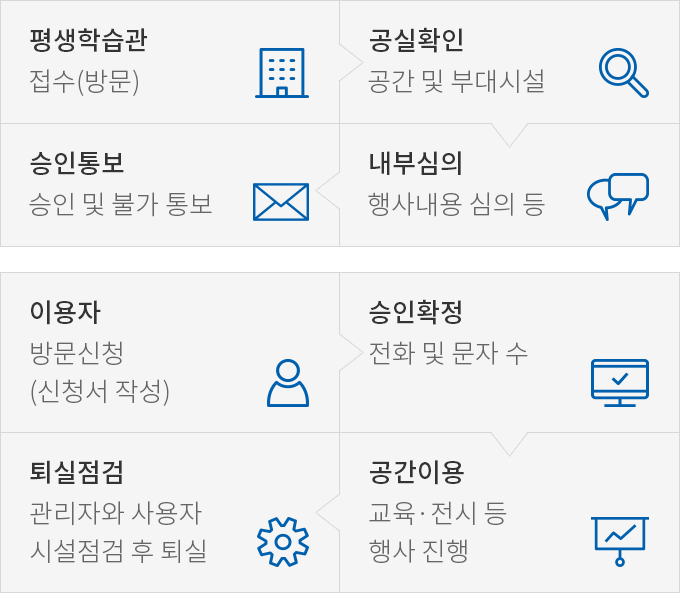 평생학습관
접수(방문)
공실확인
공간 및 부대시설
승인통보
승인 및 불가 통보
내부심의
행사내용 심의 등
이용자
방문신청
(신청서 작성)
승인확정
전화 및 문자 수
퇴실점검
관리자와 사용자
시설점검 후 퇴실
공간이용
교육·전시 등
행사 진행